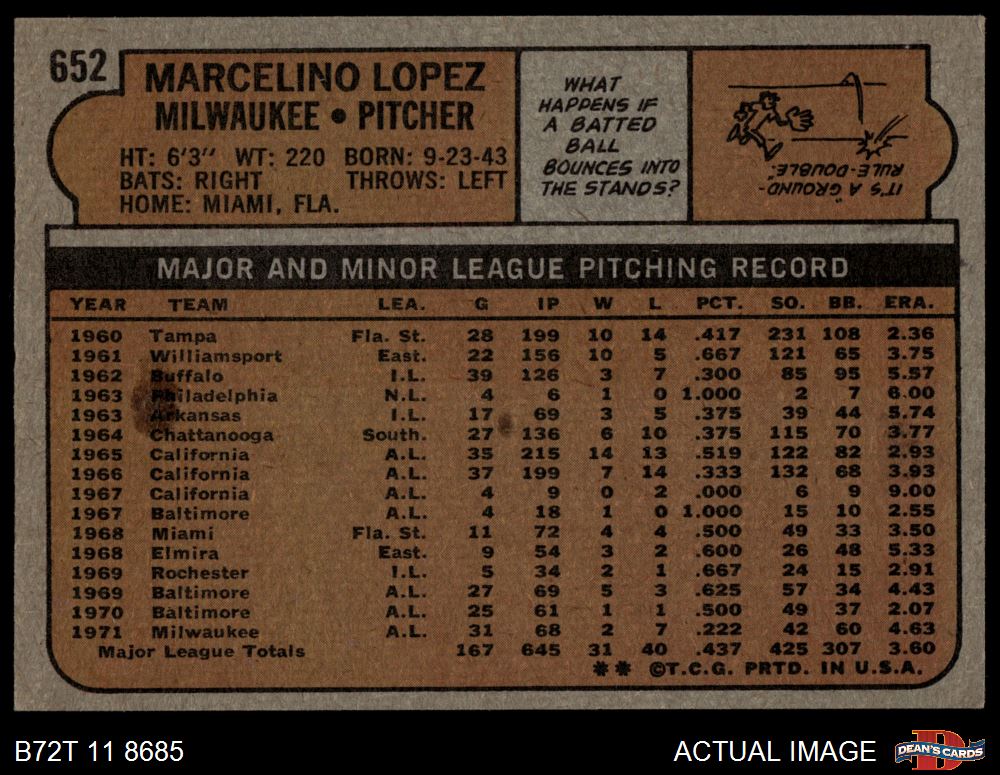 652
MARCELINO LOPEZ
MILWAUKEE • PITCHER
HT: 6'3" WT: 220 BORN: 9-23-43
BATS: RIGHT THROWS: LEFT
HOME: MIAMI, FLA.
WHAT
HAPPENS IF
A BATTED
BALL
BOUNCES INTO
THE STANDS?
IT'S A "GROUND-
RULE-DOUBLE".
MAJOR AND MINOR LEAGUE PITCHING RECORD
YEAR TEAM LEA. G IP W L PCT. SO. BB. ERA.
1960 Tampa Fla. St. 28 199 10 14 .417 231 108 2.36
1961 Williamsport East. 22 156 10 5 .667 121 65 3.75
1962 Buffalo I.L. 39 126 3 7 .300 85 95 5.57
1963 Philadelphia N.L. 4 6 1 0 1.000 2 7 6.00
1963 Arkansas I.L. 17 69 3 5 .375 39 44 5.74
1964 Chattanooga South. 27 136 6 10 .375 115 70 3.77
1965 California A.L. 35 215 14 13 .519 122 82 2.93
1966 California A.L. 37 199 7 14 .333 132 68 3.93
1967 California A.L. 4 9 0 2 .000 6 9 9.00
1967 Baltimore A.L. 4 18 1 0 1.000 15 10 2.55
1968 Miami Fla. St. 11 72 4 4 .500 49 33 3.50
1968 Elmira East. 9 54 3 2 .600 26 48 5.33
1969 Rochester I.L. 5 34 2 1 .667 24 15 2.91
1969 Baltimore A.L. 27 69 5 3 .625 57 34 4.43
1970 Baltimore A.L. 25 61 1 1 .500 49 37 2.07
1971 Milwaukee A.L. 31 68 2 7 .222 42 60 4.63
Major League Totals 167 645 31 40 .437 425 307 3.60
** ©T.C.G. PRTD. IN U.S.A.
B72T 11 8685
ACTUAL IMAGE
D
DEAN'S CARDS